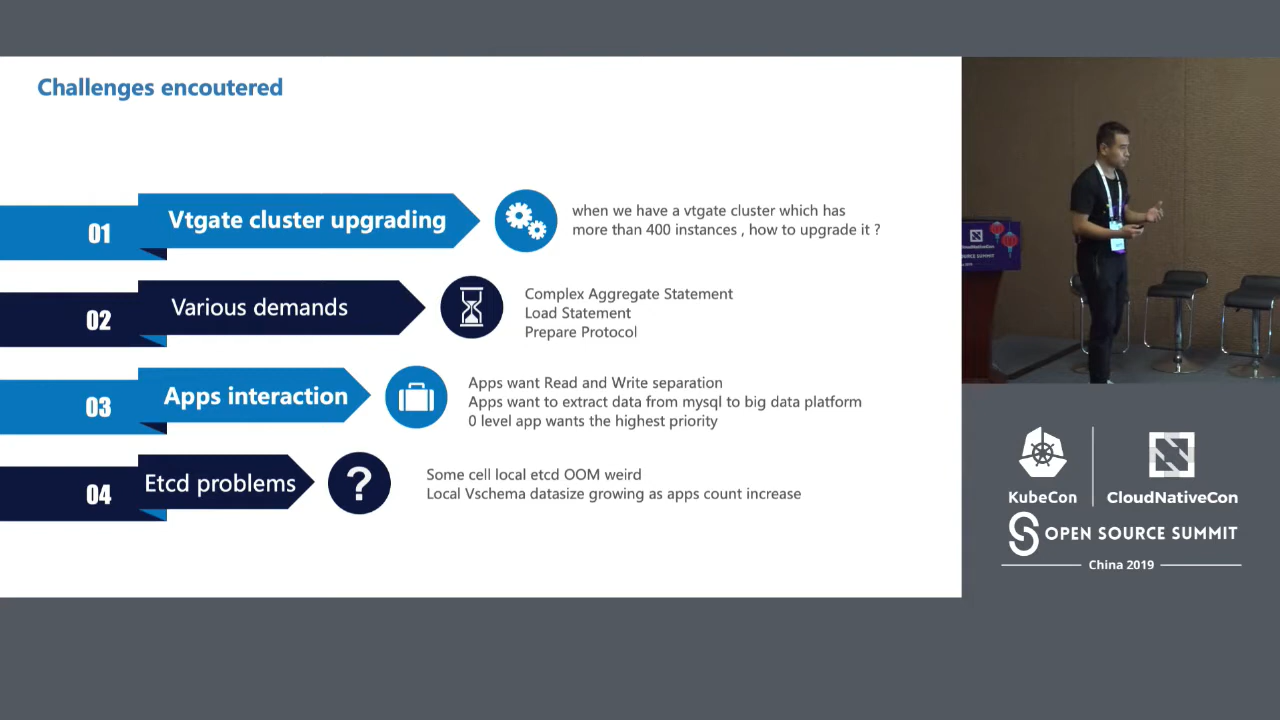 Challenges encoutered
01
Vtgate cluster upgrading
when we have a vtgate cluster which has
more than 400 instances , how to upgrade it ?
02
Various demands
Complex Aggregate Statement
Load Statement
Prepare Protocol
03
Apps interaction
Apps want Read and Write separation
Apps want to extract data from mysql to big data platform
0 level app wants the highest priority
04
Etcd problems
?
Some cell local etcd OOM weird
Local Vschema datasize growing as apps count increase
CloudNativeCon
KubeCon
CloudNativeCon
OPEN SOURCE SUMMIT
China 2019